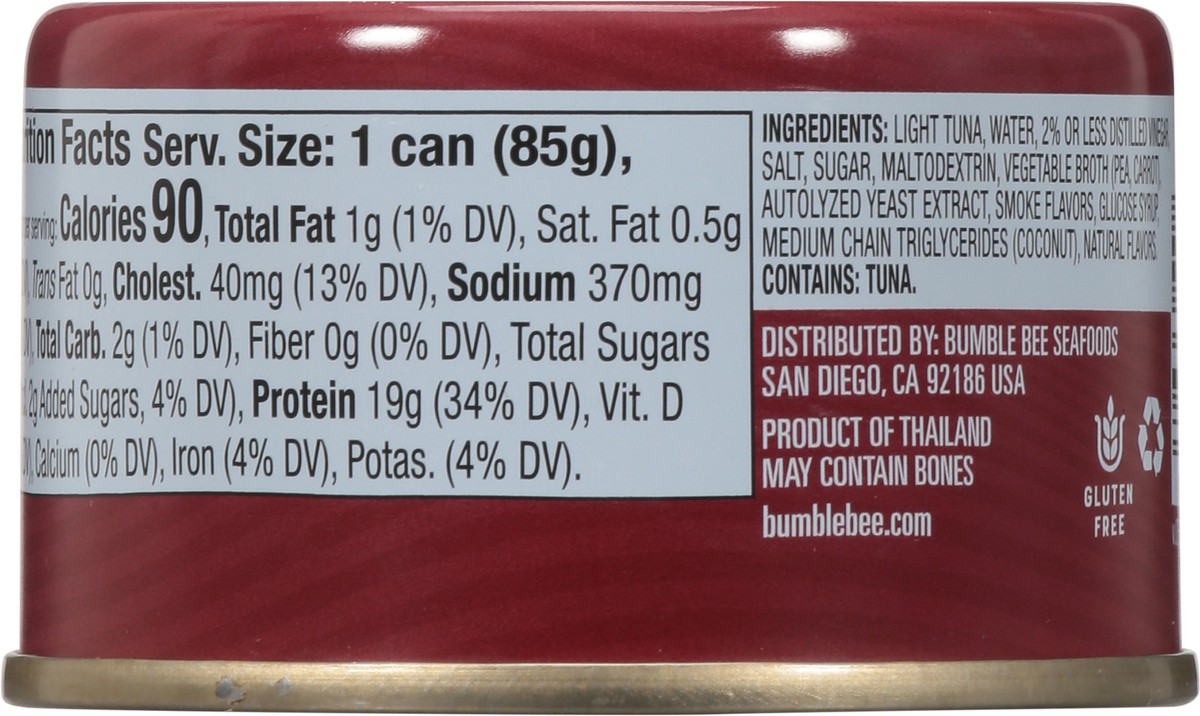 Facts Serv. Size: 1 can (85g),
serving: Calories 90, Total Fat 1g (1% DV), Sat. Fat 0.5g
Trans Fat 0g, Cholest. 40mg (13% DV), Sodium 370mg
Total Carb. 2g (1% DV), Fiber 0g (0% DV), Total Sugars
2g Added Sugars, 4% DV), Protein 19g (34% DV), Vit. D
Calcium (0% DV), Iron (4% DV), Potas. (4% DV).
INGREDIENTS: LIGHT TUNA, WATER, 2% OR LESS DISTILLED VINEGAR,
SALT, SUGAR, MALTODEXTRIN, VEGETABLE BROTH (PEA, CARROT),
AUTOLYZED YEAST EXTRACT, SMOKE FLAVORS, GLUCOSE SYRUP,
MEDIUM CHAIN TRIGLYCERIDES (COCONUT), NATURAL FLAVORS.
CONTAINS: TUNA.
DISTRIBUTED BY: BUMBLE BEE SEAFOODS
SAN DIEGO, CA 92186 USA
PRODUCT OF THAILAND
MAY CONTAIN BONES
bumblebee.com
GLUTEN
FREE